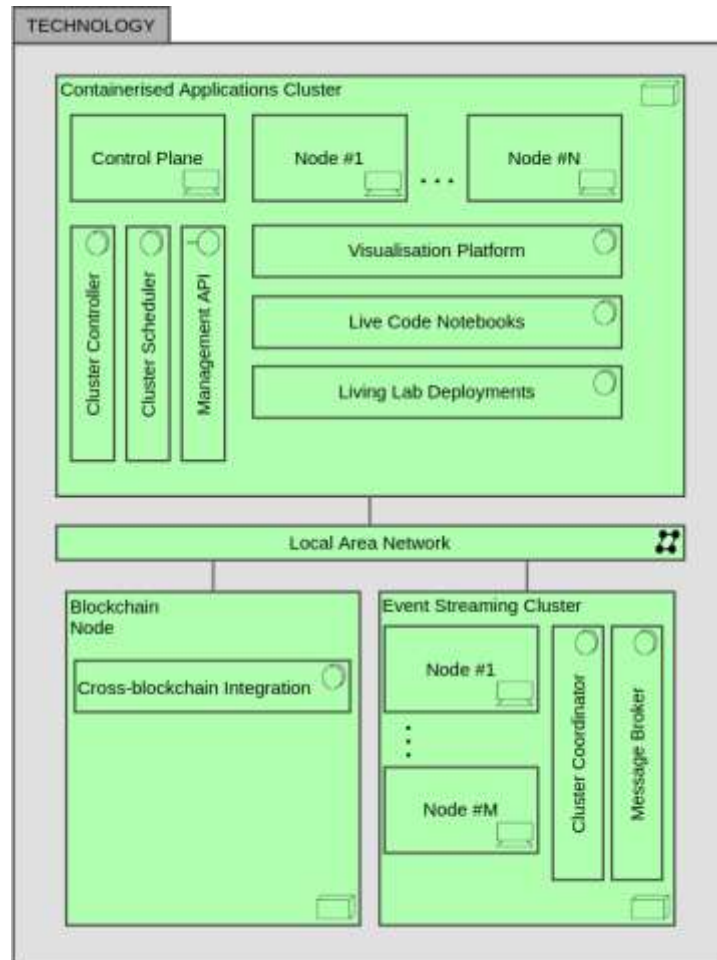 TECHNOLOGY
Containerised Applications Cluster
Control Plane
Node #1
. . .
Node #N
Cluster Controller
Cluster Scheduler
Management API
Visualisation Platform
Live Code Notebooks
Living Lab Deployments
Local Area Network
Blockchain
Node
Cross-blockchain Integration
Event Streaming Cluster
Node #1
. . .
Node #M
Cluster Coordinator
Message Broker